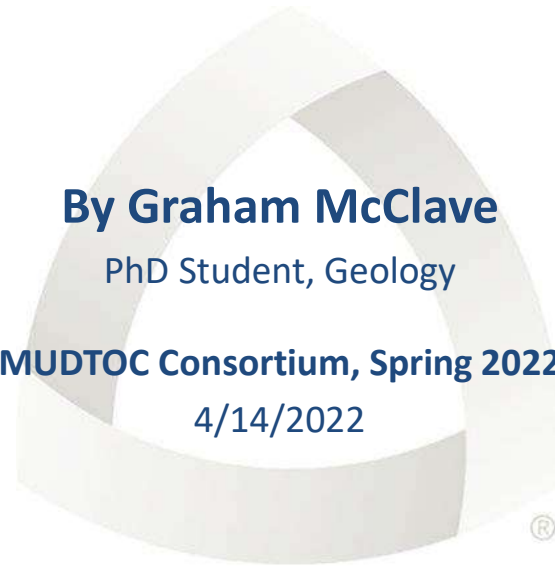 By Graham McClave
PhD Student, Geology
MUDTOC Consortium, Spring 2022
4/14/2022
®